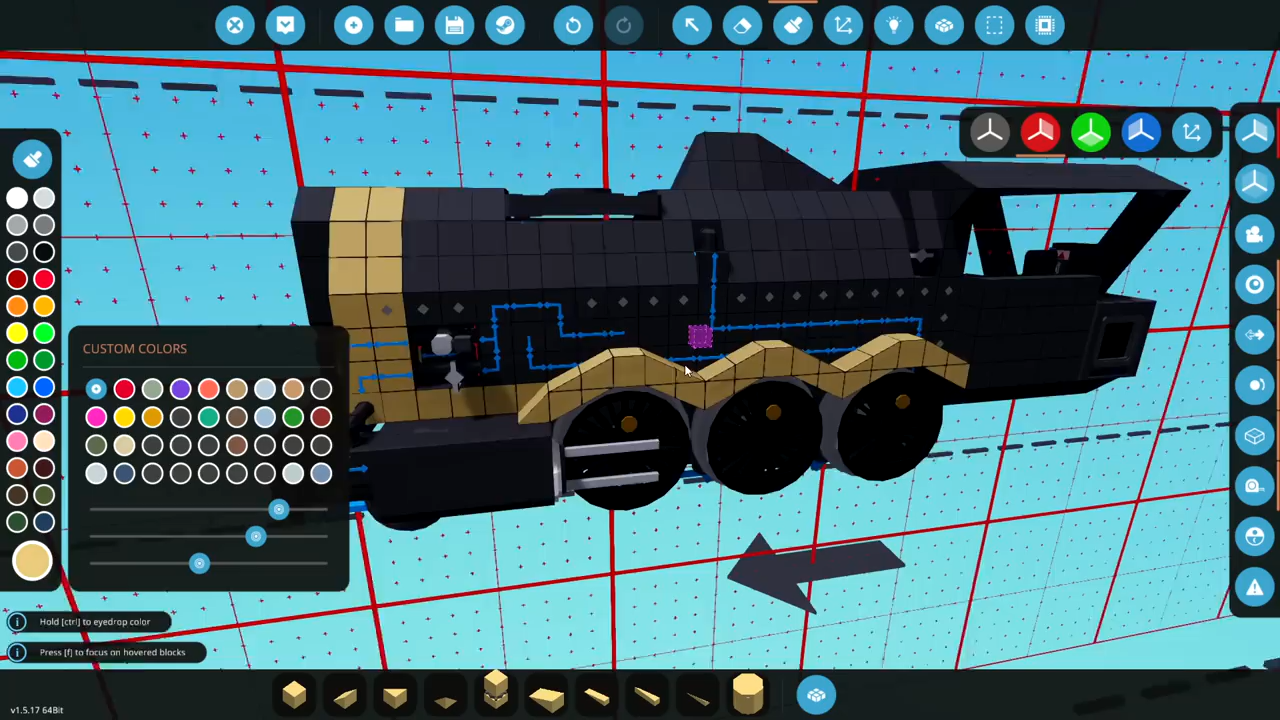 CUSTOM COLORS
Hold [ctrl] to eyedrop color
Press [f] to focus on hovered blocks
v1.5.17 64Bit